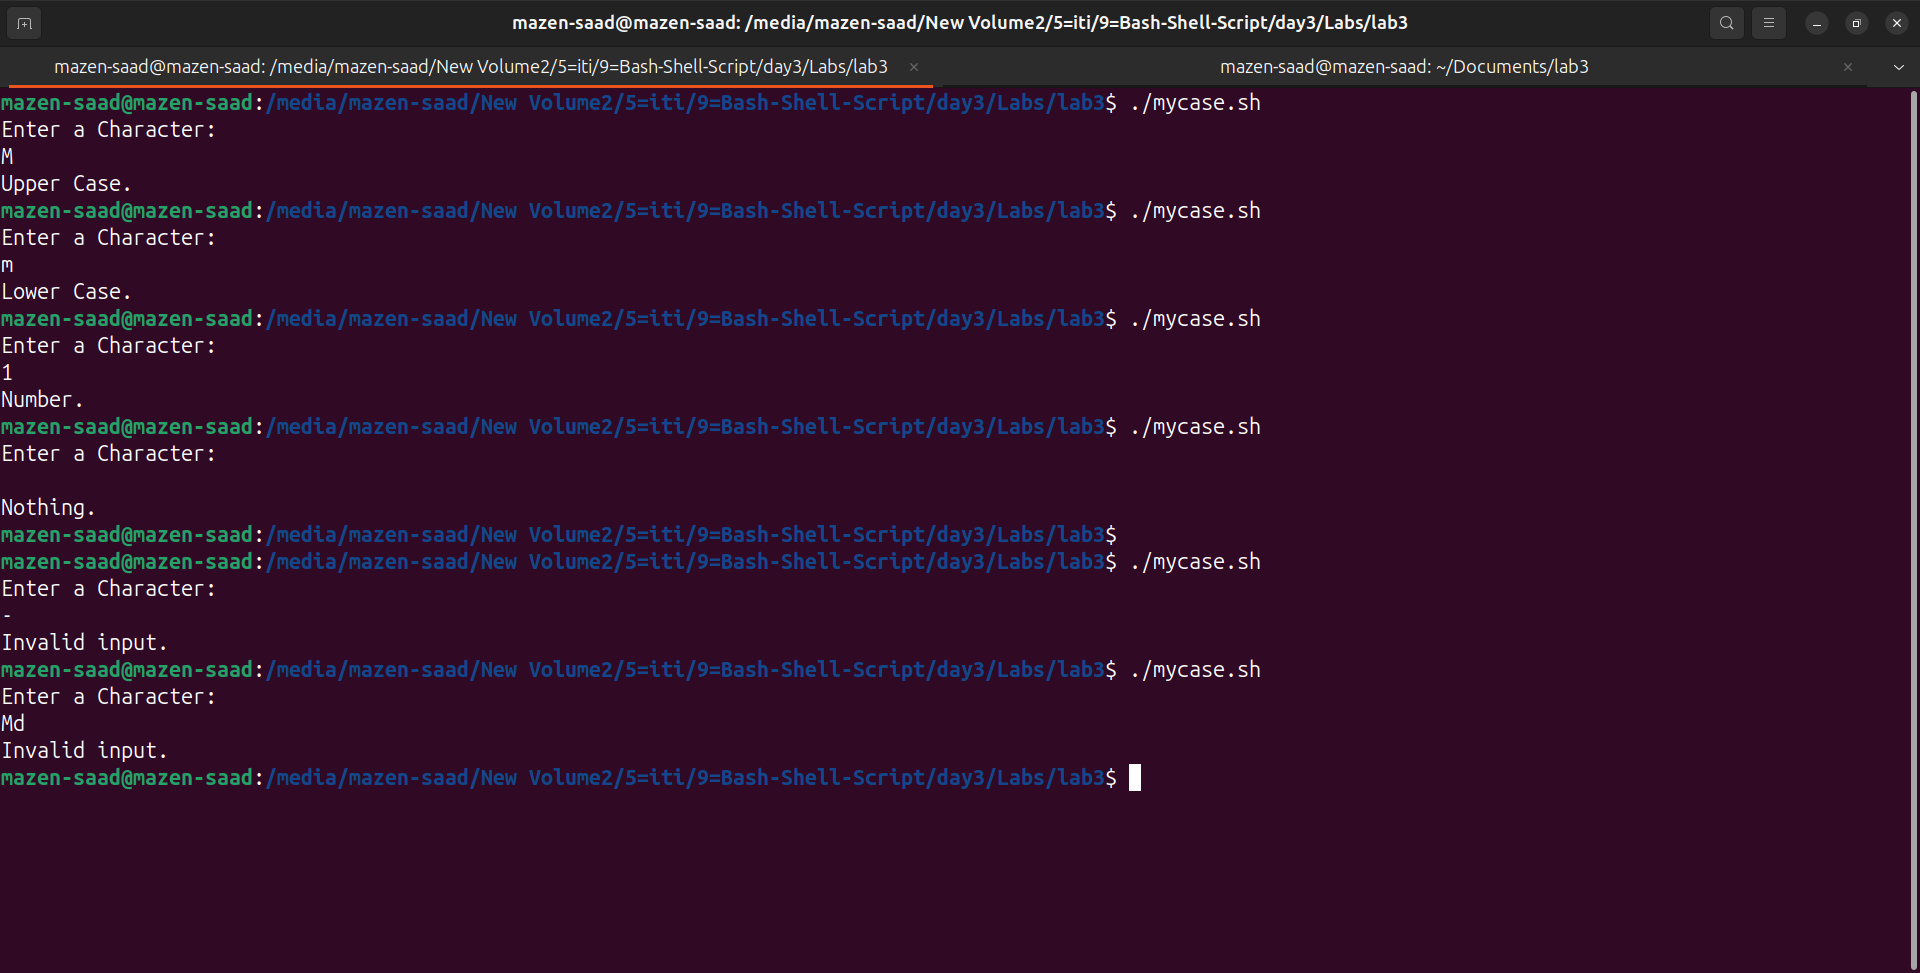 mazen-saad@mazen-saad: /media/mazen-saad/New Volume2/5=iti/9=Bash-Shell-Script/day3/Labs/lab3
mazen-saad@mazen-saad: /media/mazen-saad/New Volume2/5=iti/9=Bash-Shell-Script/day3/Labs/lab3
mazen-saad@mazen-saad: ~/Documents/lab3
mazen-saad@mazen-saad:/media/mazen-saad/New Volume2/5=iti/9=Bash-Shell-Script/day3/Labs/lab3$ ./mycase.sh
Enter a Character:
M
Upper Case.
mazen-saad@mazen-saad:/media/mazen-saad/New Volume2/5=iti/9=Bash-Shell-Script/day3/Labs/lab3$ ./mycase.sh
Enter a Character:
m
Lower Case.
mazen-saad@mazen-saad:/media/mazen-saad/New Volume2/5=iti/9=Bash-Shell-Script/day3/Labs/lab3$ ./mycase.sh
Enter a Character:
1
Number.
mazen-saad@mazen-saad:/media/mazen-saad/New Volume2/5=iti/9=Bash-Shell-Script/day3/Labs/lab3$ ./mycase.sh
Enter a Character:

Nothing.
mazen-saad@mazen-saad:/media/mazen-saad/New Volume2/5=iti/9=Bash-Shell-Script/day3/Labs/lab3$
mazen-saad@mazen-saad:/media/mazen-saad/New Volume2/5=iti/9=Bash-Shell-Script/day3/Labs/lab3$ ./mycase.sh
Enter a Character:
-
Invalid input.
mazen-saad@mazen-saad:/media/mazen-saad/New Volume2/5=iti/9=Bash-Shell-Script/day3/Labs/lab3$ ./mycase.sh
Enter a Character:
Md
Invalid input.
mazen-saad@mazen-saad:/media/mazen-saad/New Volume2/5=iti/9=Bash-Shell-Script/day3/Labs/lab3$